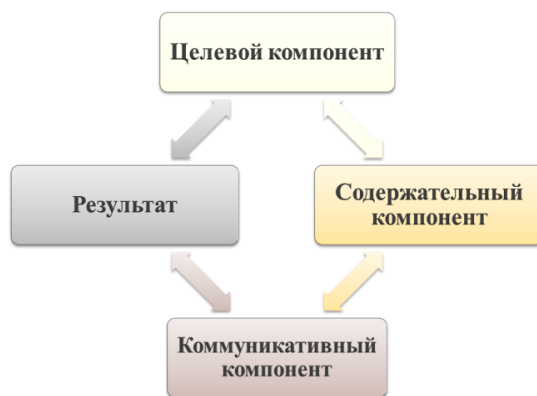 Целевой компонент
Результат
Содержательный
компонент
Коммуникативный
компонент